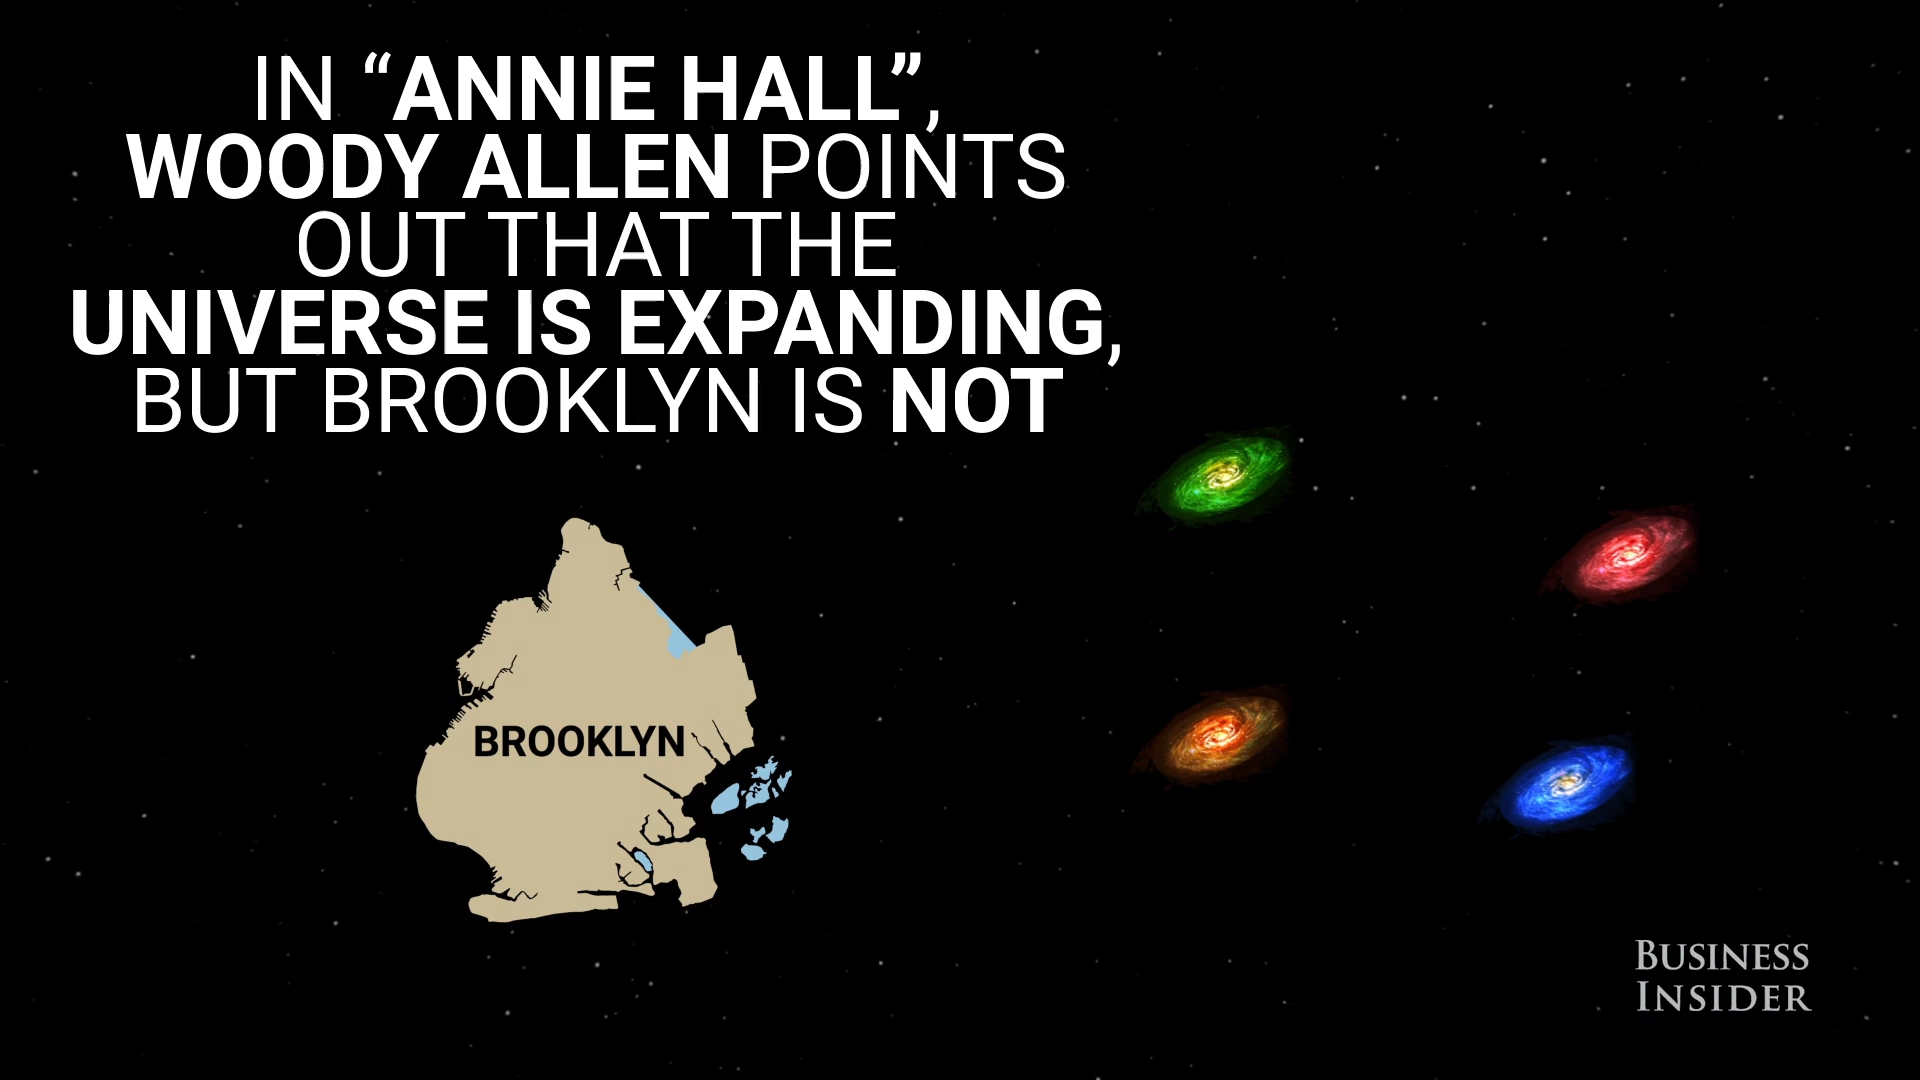 IN “ANNIE HALL”,
WOODY ALLEN POINTS
OUT THAT THE
UNIVERSE IS EXPANDING,
BUT BROOKLYN IS NOT
BROOKLYN
BUSINESS
INSIDER